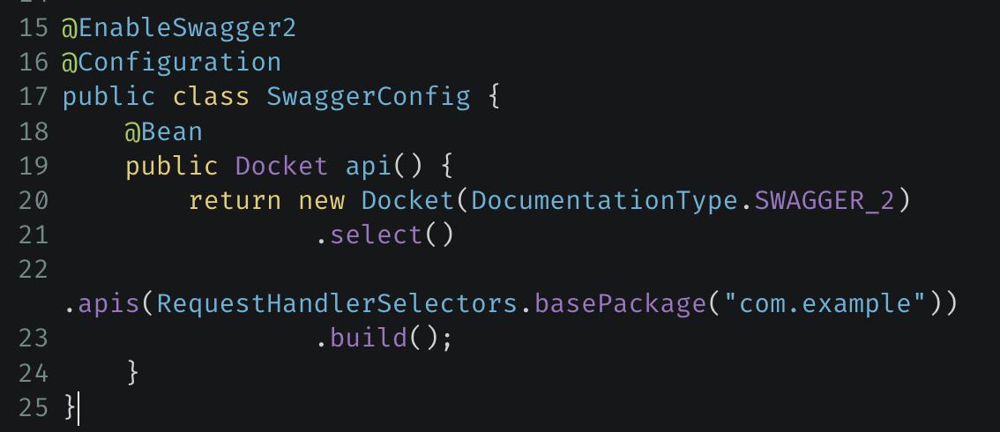 15 @EnableSwagger2
16 @Configuration
17 public class SwaggerConfig {
18     @Bean
19     public Docket api() {
20         return new Docket(DocumentationType.SWAGGER_2)
21                 .select()
22
.apis(RequestHandlerSelectors.basePackage("com.example"))
23                 .build();
24     }
25 }